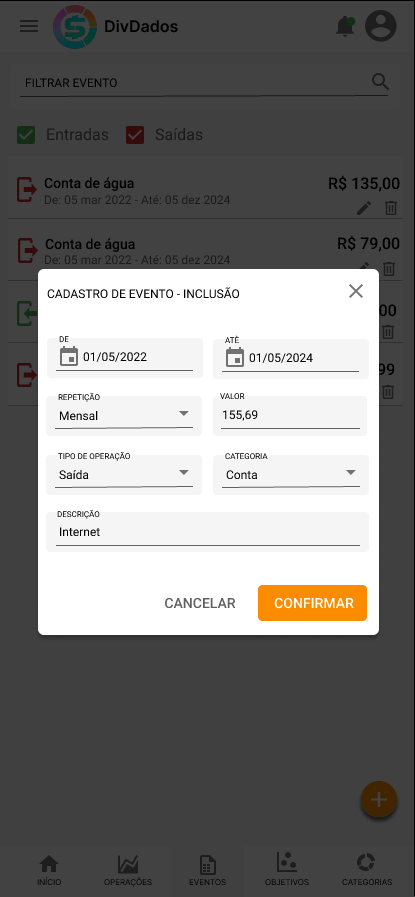 DivDados
FILTRAR EVENTO
Entradas Saídas
Conta de água R$ 135,00
De: 05 mar 2022 - Até: 05 dez 2024
Conta de água R$ 79,00
De: 05 mar 2022 - Até: 05 dez 2024
CADASTRO DE EVENTO - INCLUSÃO
00
99
DE ATÈ
01/05/2022 01/05/2024
REPETIÇÃO VALOR
Mensal 155,69
TIPO DE OPERAÇÃO CATEGORIA
Saída Conta
DESCRIÇÃO
Internet
CANCELAR CONFIRMAR
INÍCIO OPERAÇÕES EVENTOS OBJETIVOS CATEGORIAS